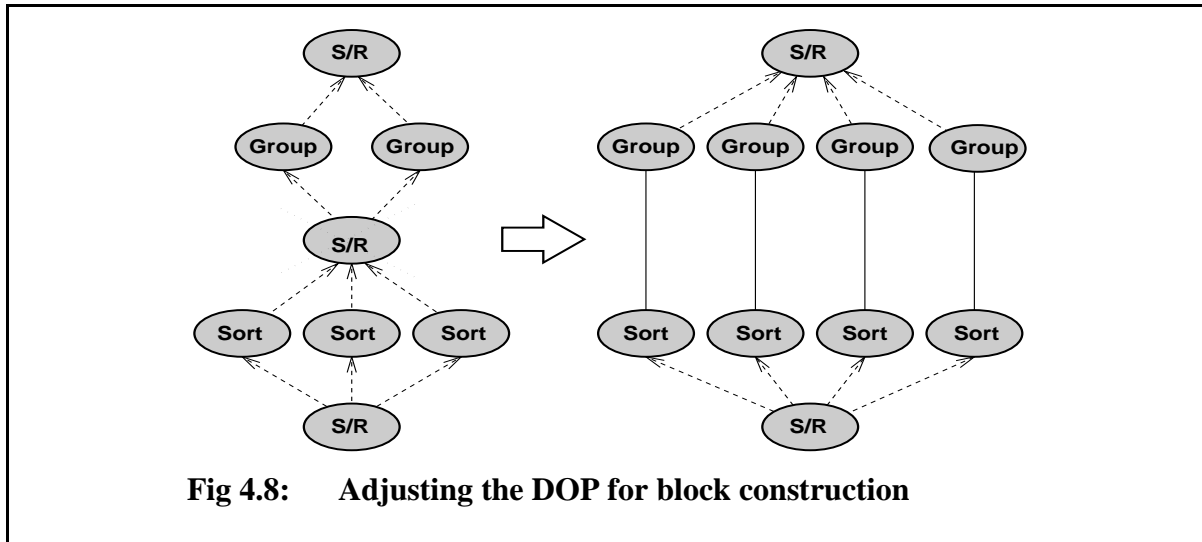 S/R S/R
Group Group Group Group Group Group
S/R
Sort Sort Sort Sort Sort Sort Sort
S/R S/R
Fig 4.8: Adjusting the DOP for block construction